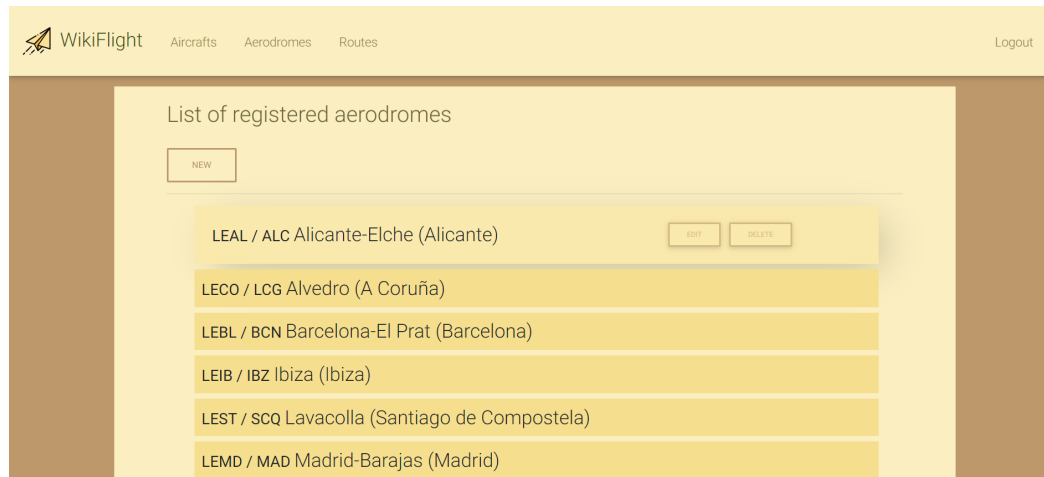 WikiFlight Aircrafts Aerodromes Routes Logout
List of registered aerodromes
NEW
LEAL / ALC Alicante-Elche (Alicante) EDIT DELETE
LECO / LCG Alvedro (A Coruña)
LEBL / BCN Barcelona-El Prat (Barcelona)
LEIB / IBZ Ibiza (Ibiza)
LEST / SCQ Lavacolla (Santiago de Compostela)
LEMD / MAD Madrid-Barajas (Madrid)